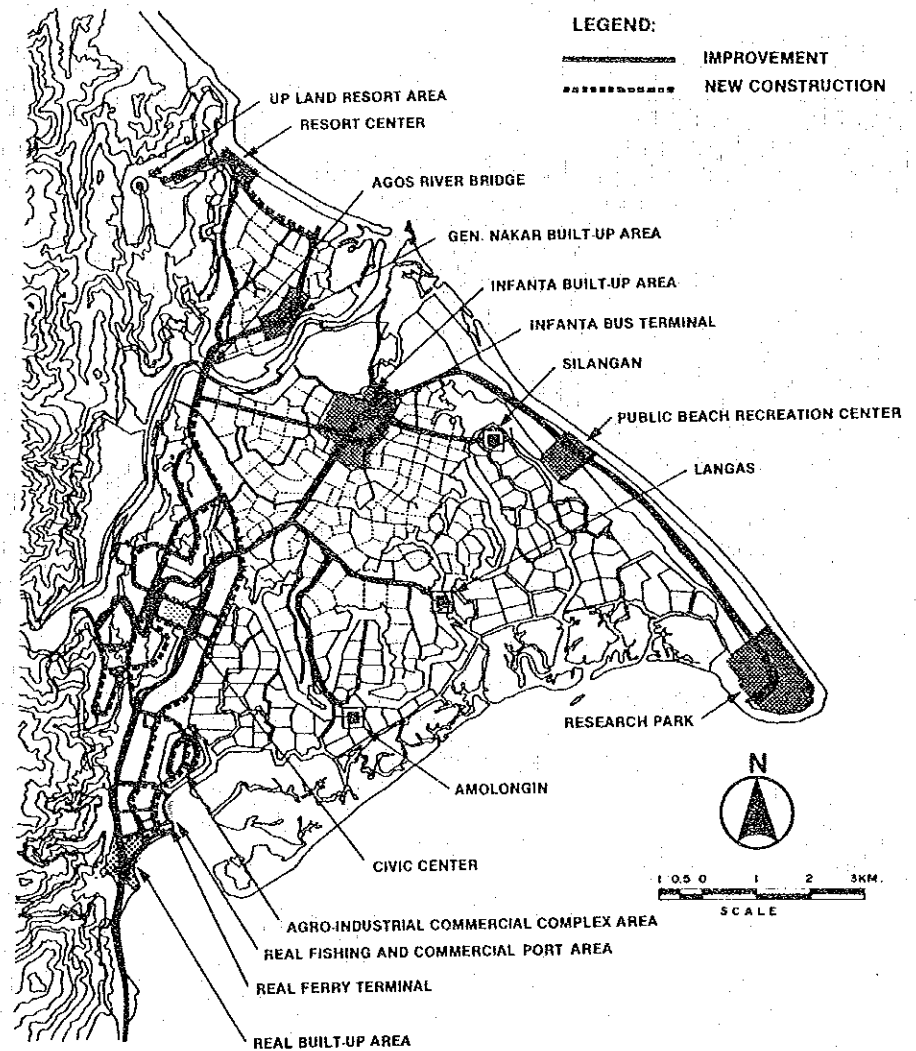 LEGEND:
IMPROVEMENT
NEW CONSTRUCTION
UP LAND RESORT AREA
RESORT CENTER
AGOS RIVER BRIDGE
GEN. NAKAR BUILT-UP AREA
INFANTA BUILT-UP AREA
INFANTA BUS TERMINAL
SILANGAN
PUBLIC BEACH RECREATION CENTER
LANGAS
RESEARCH PARK
AMOLONGIN
CIVIC CENTER
AGRO-INDUSTRIAL COMMERCIAL COMPLEX AREA
REAL FISHING AND COMMERCIAL PORT AREA
REAL FERRY TERMINAL
REAL BUILT-UP AREA
N
1 0.5 0 1 2 3KM.
SCALE